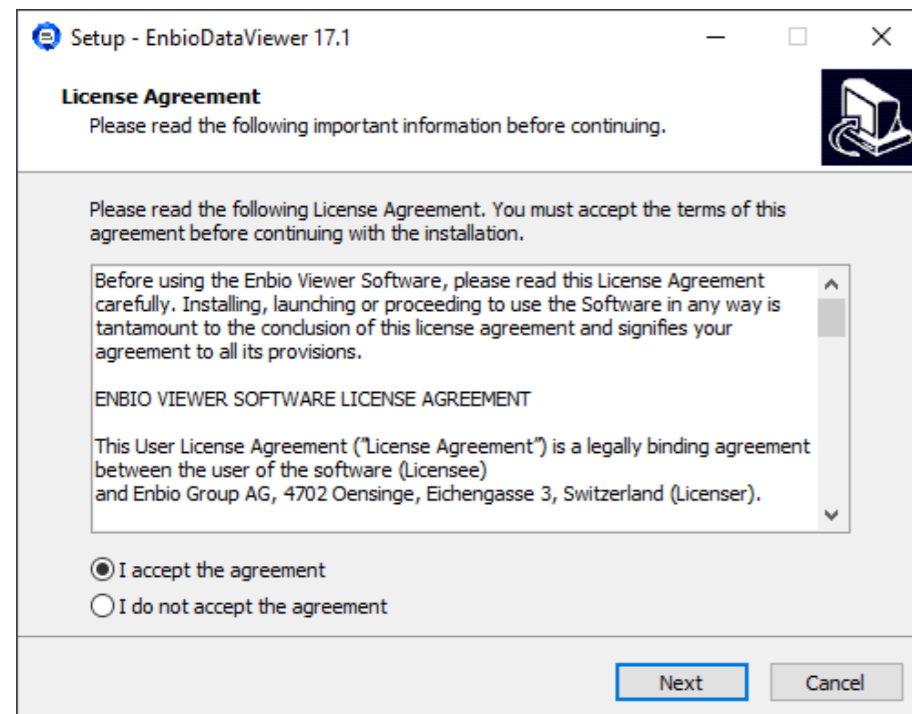 Setup - EnbioDataViewer 17.1
License Agreement
Please read the following important information before continuing.
Please read the following License Agreement. You must accept the terms of this
agreement before continuing with the installation.
Before using the Enbio Viewer Software, please read this License Agreement
carefully. Installing, launching or proceeding to use the Software in any way is
tantamount to the conclusion of this license agreement and signifies your
agreement to all its provisions.
ENBIO VIEWER SOFTWARE LICENSE AGREEMENT
This User License Agreement (”License Agreement”) is a legally binding agreement
between the user of the software (Licensee)
and Enbio Group AG, 4702 Oensinge, Eichengasse 3, Switzerland (Licenser).
I accept the agreement
I do not accept the agreement
Next Cancel